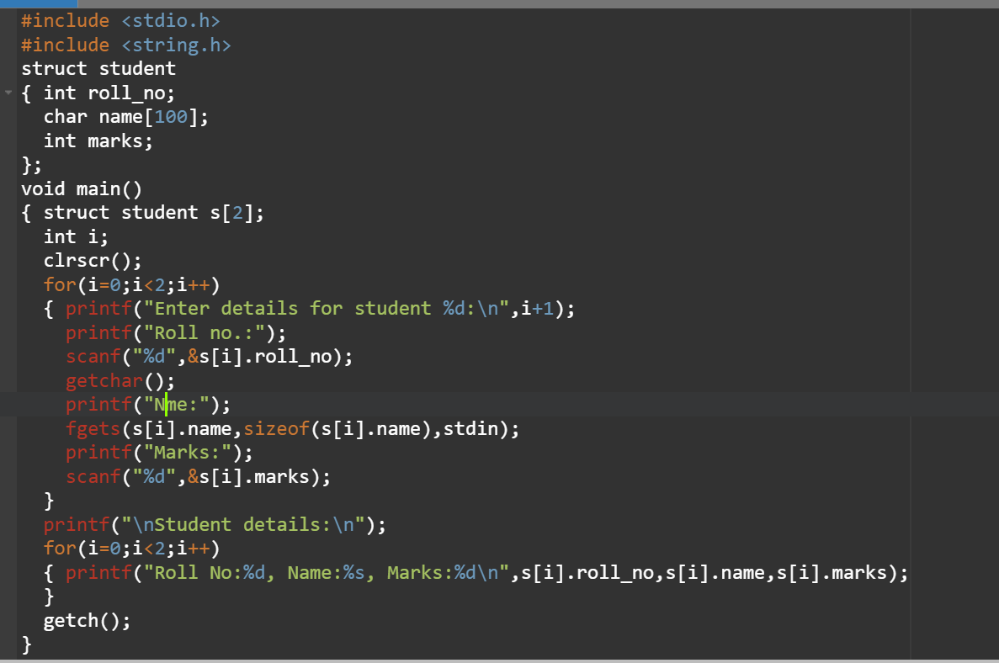 #include <stdio.h>
#include <string.h>
struct student
{ int roll_no;
  char name[100];
  int marks;
};
void main()
{ struct student s[2];
  int i;
  clrscr();
  for(i=0;i<2;i++)
  { printf("Enter details for student %d:\n",i+1);
    printf("Roll no.:");
    scanf("%d",&s[i].roll_no);
    getchar();
    printf("Nme:");
    fgets(s[i].name,sizeof(s[i].name),stdin);
    printf("Marks:");
    scanf("%d",&s[i].marks);
  }
  printf("\nStudent details:\n");
  for(i=0;i<2;i++)
  { printf("Roll No:%d, Name:%s, Marks:%d\n",s[i].roll_no,s[i].name,s[i].marks);
  }
  getch();
}